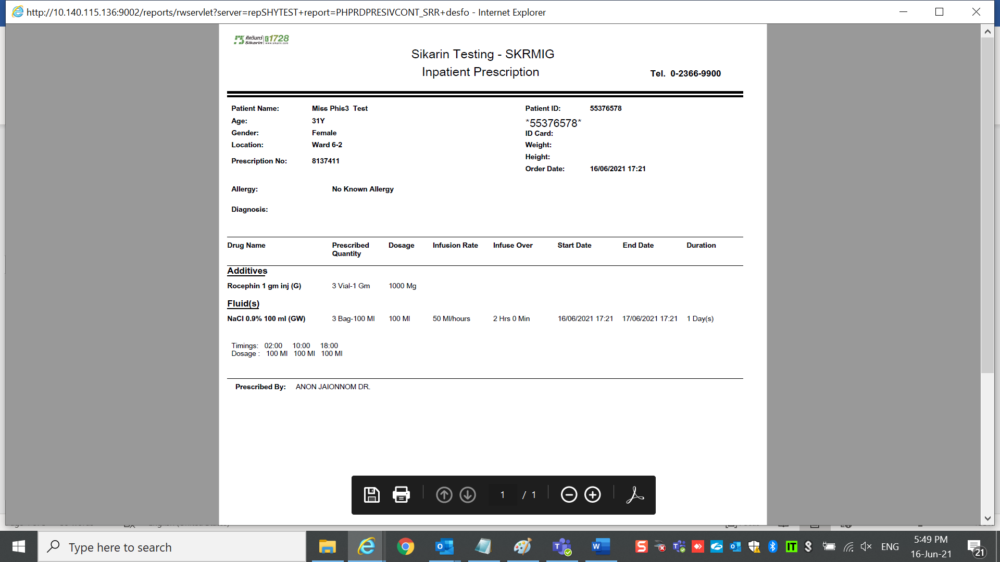 http://10.140.115.136:9002/reports/rwservlet?server=repSHYTEST+report=PHPRDPRESIVCONT_SRR+desfo - Internet Explorer
ศิครินทร์ 1728
Sikarin www.sikarin.com
Sikarin Testing - SKRMIG
Inpatient Prescription
Tel. 0-2366-9900
Patient Name: Miss Phis3 Test Patient ID: 55376578
Age: 31Y *55376578*
Gender: Female ID Card:
Location: Ward 6-2 Weight:
Height:
Prescription No: 8137411
Order Date: 16/06/2021 17:21
Allergy: No Known Allergy
Diagnosis:
Drug Name Prescribed Quantity Dosage Infusion Rate Infuse Over Start Date End Date Duration
Additives
Rocephin 1 gm inj (G) 3 Vial-1 Gm 1000 Mg
Fluid(s)
NaCl 0.9% 100 ml (GW) 3 Bag-100 Ml 100 Ml 50 Ml/hours 2 Hrs 0 Min 16/06/2021 17:21 17/06/2021 17:21 1 Day(s)
Timings: 02:00 10:00 18:00
Dosage : 100 Ml 100 Ml 100 Ml
Prescribed By: ANON JAIONNOM DR.
1 / 1
Type here to search
ENG
5:49 PM
16-Jun-21
21